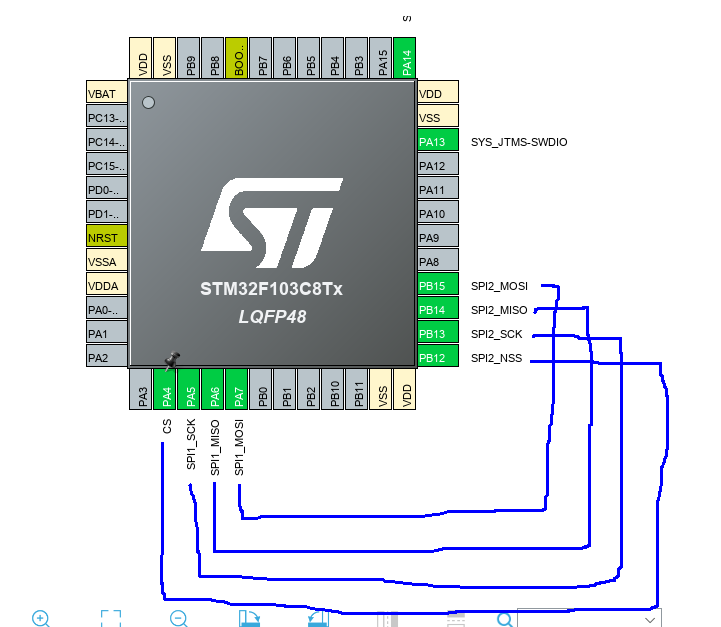 S
VDD VSS PB9 PB8 BOO.. PB7 PB6 PB5 PB4 PB3 PA15 PA14
VBAT VDD
PC13-.. VSS
PC14-.. PA13 SYS_JTMS-SWDIO
PC15-.. PA12
PD0-.. PA11
PD1-.. PA10
NRST PA9
VSSA PA8
VDDA PB15 SPI2_MOSI
PA0-.. PB14 SPI2_MISO
PA1 PB13 SPI2_SCK
PA2 PB12 SPI2_NSS
ST
STM32F103C8Tx
LQFP48
PA3 PA4 PA5 PA6 PA7 PB0 PB1 PB2 PB10 PB11 VSS VDD
CS SPI1_SCK SPI1_MISO SPI1_MOSI